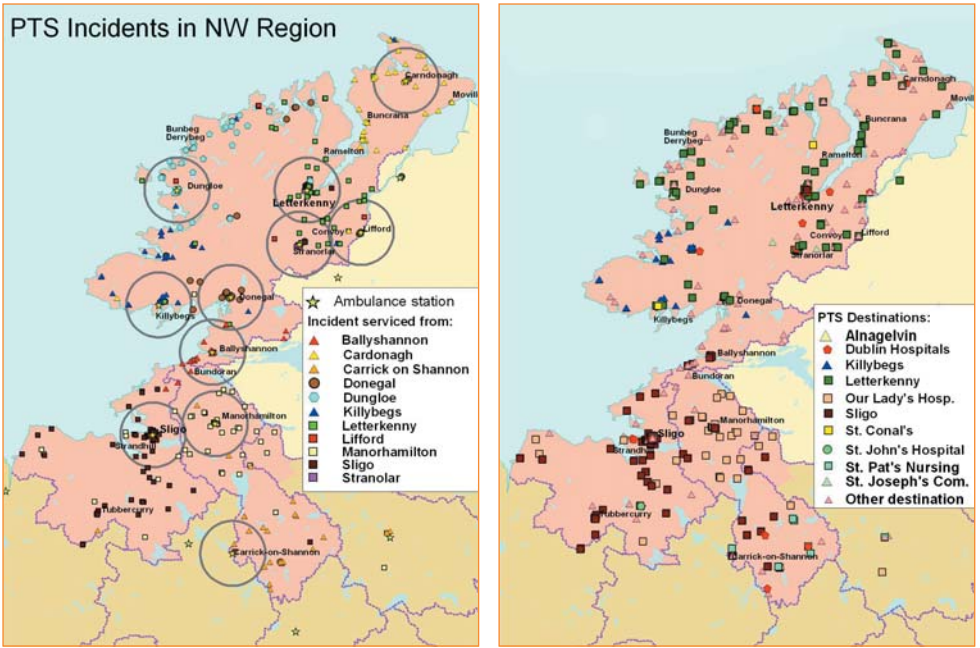 PTS Incidents in NW Region
Carndonagh
Movill
Buncrana
Bunbeg
Derrybeg
Ramelton
Dungloe
Letterkenny
Convoy
Lifford
Stranorlar
Donegal
Killybegs
Ballyshannon
Bundoran
Manorhamilton
Sligo
Strandhill
Tubbercurry
Carrick-on-Shannon
Ambulance station
Incident serviced from:
Ballyshannon
Cardonagh
Carrick on Shannon
Donegal
Dungloe
Killybegs
Letterkenny
Lifford
Manorhamilton
Sligo
Stranolar
Carndonagh
Movill
Buncrana
Bunbeg
Derrybeg
Ramelton
Dungloe
Letterkenny
Convoy
Lifford
Stranorlar
Donegal
Killybegs
Ballyshannon
Bundoran
Manorhamilton
Sligo
Strandhill
Tubbercurry
Carrick-on-Shannon
PTS Destinations:
Alnagelvin
Dublin Hospitals
Killybegs
Letterkenny
Our Lady's Hosp.
Sligo
St. Conal's
St. John's Hospital
St. Pat's Nursing
St. Joseph's Com.
Other destination